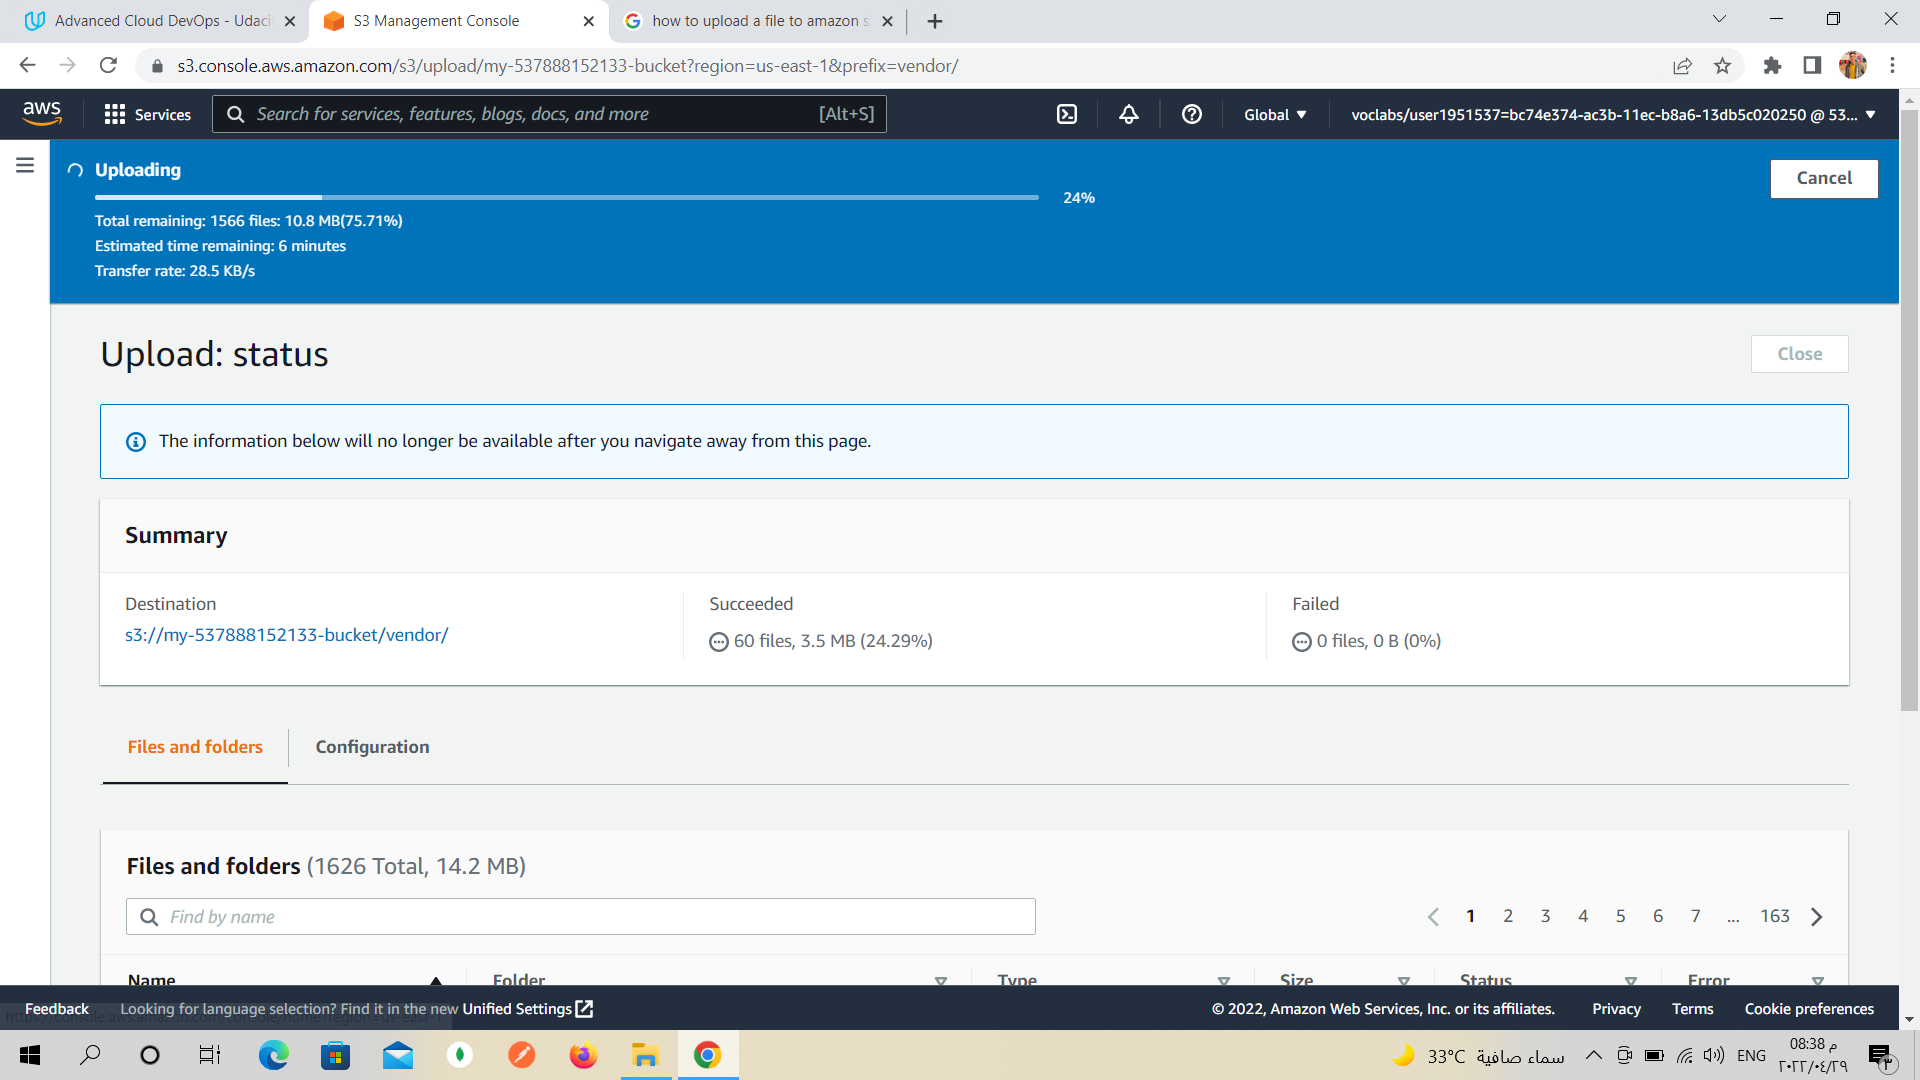 Advanced Cloud DevOps - Udaci
S3 Management Console
how to upload a file to amazon s
s3.console.aws.amazon.com/s3/upload/my-537888152133-bucket?region=us-east-1&prefix=vendor/
aws
Services
Search for services, features, blogs, docs, and more
[Alt+S]
Global
voclabs/user1951537=bc74e374-ac3b-11ec-b8a6-13db5c020250 @ 53...
Uploading
24%
Cancel
Total remaining: 1566 files: 10.8 MB(75.71%)
Estimated time remaining: 6 minutes
Transfer rate: 28.5 KB/s
Upload: status
Close
The information below will no longer be available after you navigate away from this page.
Summary
Destination
s3://my-537888152133-bucket/vendor/
Succeeded
60 files, 3.5 MB (24.29%)
Failed
0 files, 0 B (0%)
Files and folders
Configuration
Files and folders (1626 Total, 14.2 MB)
Find by name
1 2 3 4 5 6 7 ... 163
Name
Folder
Type
Size
Status
Error
Feedback
Looking for language selection? Find it in the new Unified Settings
© 2022, Amazon Web Services, Inc. or its affiliates.
Privacy
Terms
Cookie preferences
33°C سماء صافية
ENG
08:38 م
٢٠٢٢/٠٤/٢٩
٣